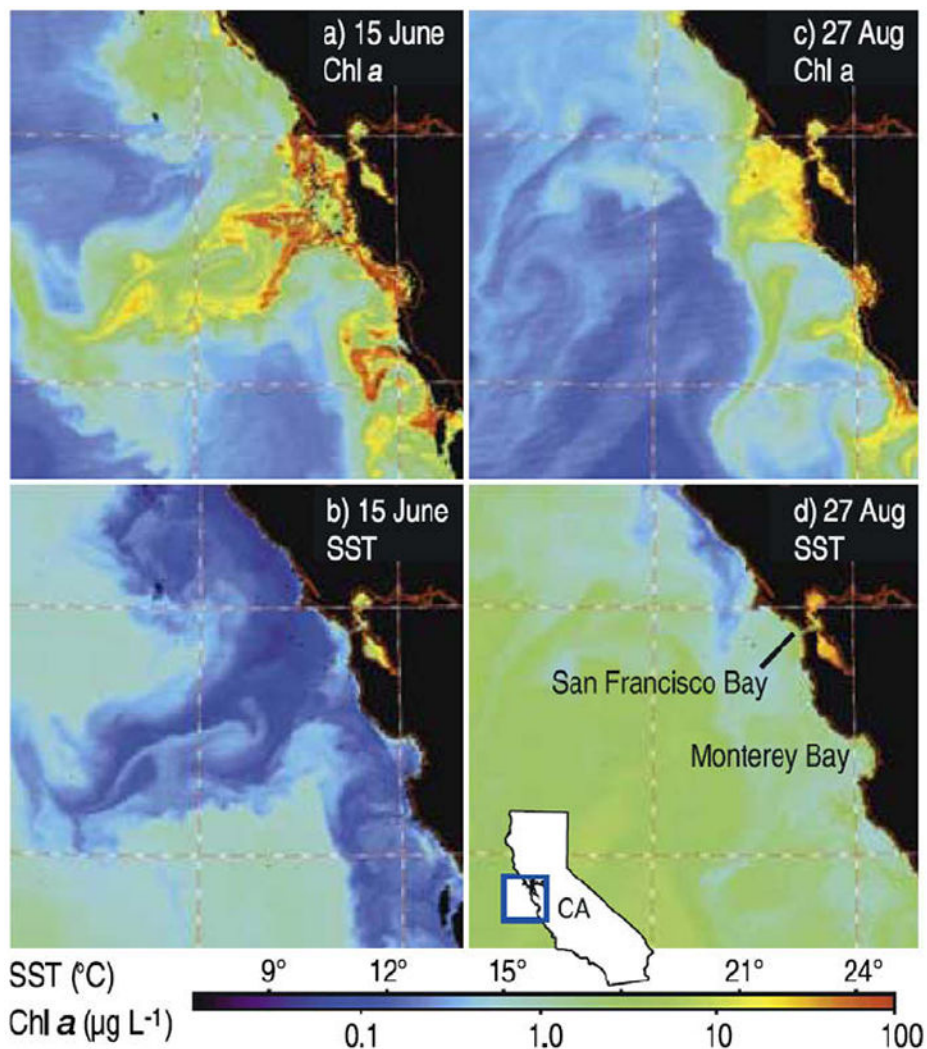 a) 15 June
Chl a
c) 27 Aug
Chl a
b) 15 June
SST
d) 27 Aug
SST
San Francisco Bay
Monterey Bay
CA
SST (°C) 9° 12° 15° 21° 24°
Chl a (µg L-1) 0.1 1.0 10 100